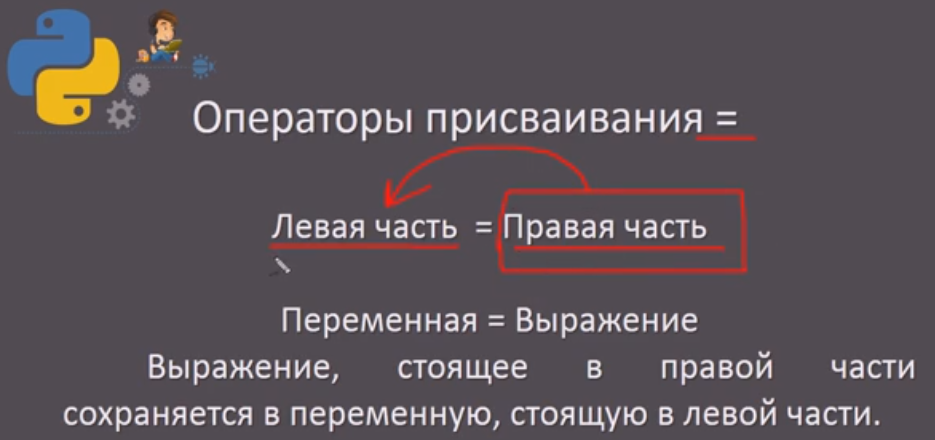 Операторы присваивания =
Левая часть = Правая часть
Переменная = Выражение
Выражение, стоящее в правой части
сохраняется в переменную, стоящую в левой части.